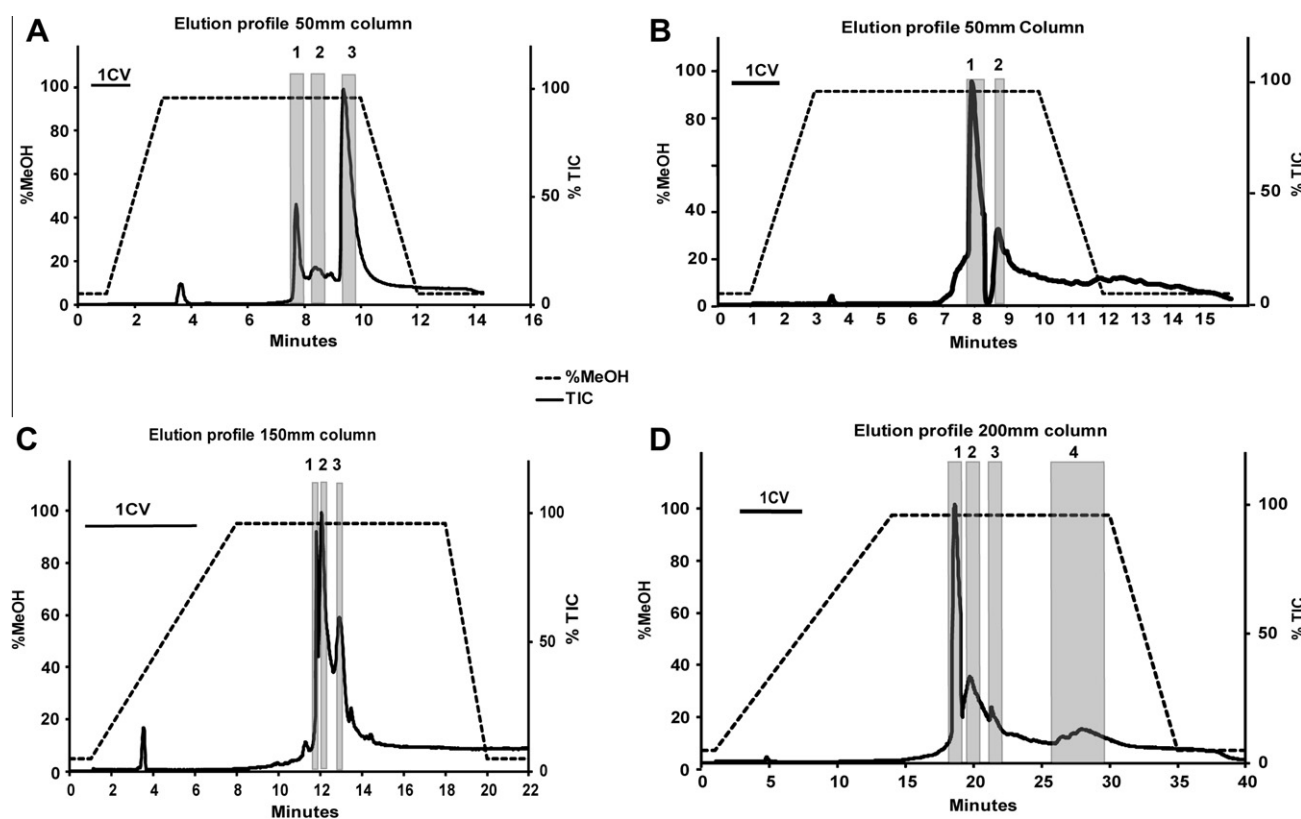 A
Elution profile 50mm column
1 2 3
1CV
100
80
60
40
20
0
%MeOH
100
50
0
% TIC
0 2 4 6 8 10 12 14 16
Minutes
B
Elution profile 50mm Column
1 2
1CV
100
80
60
40
20
0
%MeOH
100
50
0
% TIC
0 1 2 3 4 5 6 7 8 9 10 11 12 13 14 15
Minutes
%MeOH
TIC
C
Elution profile 150mm column
1 2 3
1CV
100
80
60
40
20
0
%MeOH
100
50
0
% TIC
0 2 4 6 8 10 12 14 16 18 20 22
Minutes
D
Elution profile 200mm column
1 2 3 4
1CV
100
80
60
40
20
0
%MeOH
100
50
0
% TIC
0 5 10 15 20 25 30 35 40
Minutes